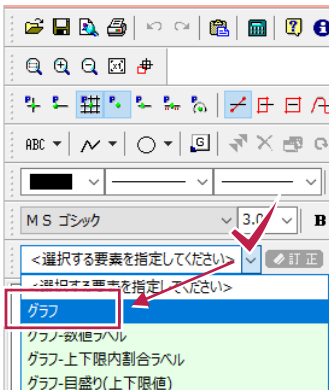 ABC
G
MS ゴシック 3.0 B
<選択する要素を指定してください> 訂正
<選択する要素を指定してください>
グラフ
グラフ-数値ラベル
グラフ-上下限内割合ラベル
グラフ-目盛り(上下限値)